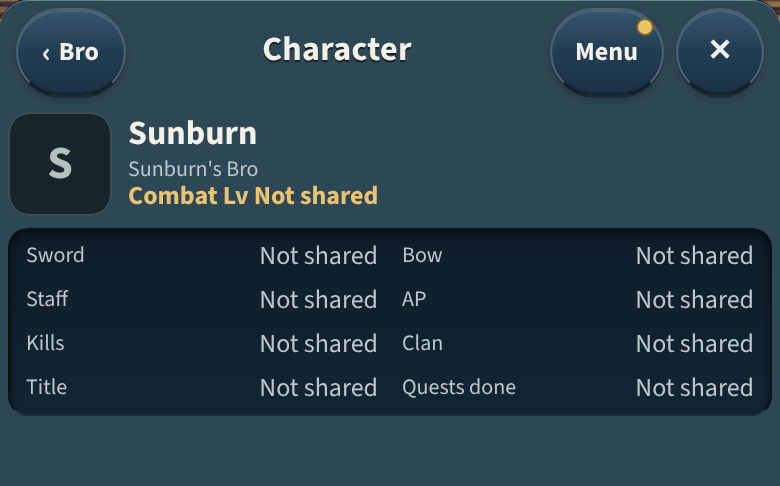 ‹ Bro
Character
Menu
✕
S
Sunburn
Sunburn's Bro
Combat Lv Not shared
Sword Not shared Bow Not shared
Staff Not shared AP Not shared
Kills Not shared Clan Not shared
Title Not shared Quests done Not shared